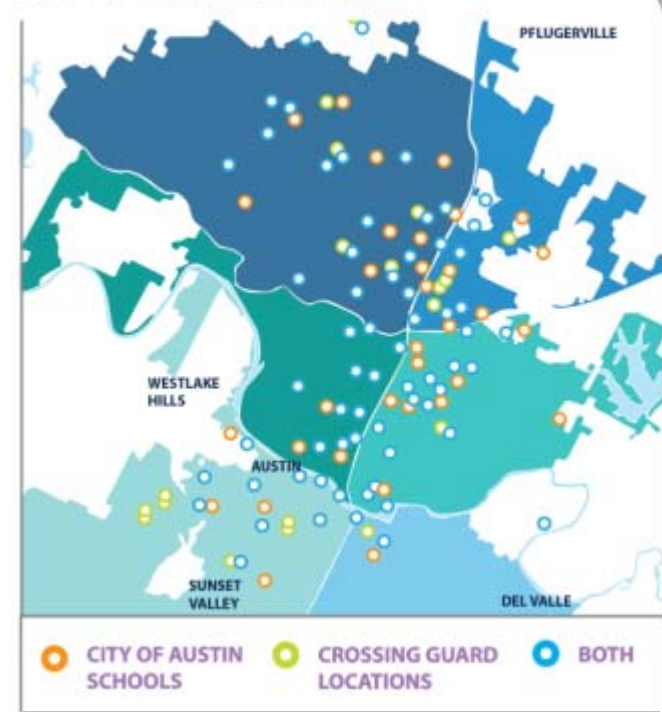 PFLUGERVILLE
WESTLAKE
HILLS
AUSTIN
SUNSET
VALLEY
DEL VALLE
CITY OF AUSTIN
SCHOOLS
CROSSING GUARD
LOCATIONS
BOTH